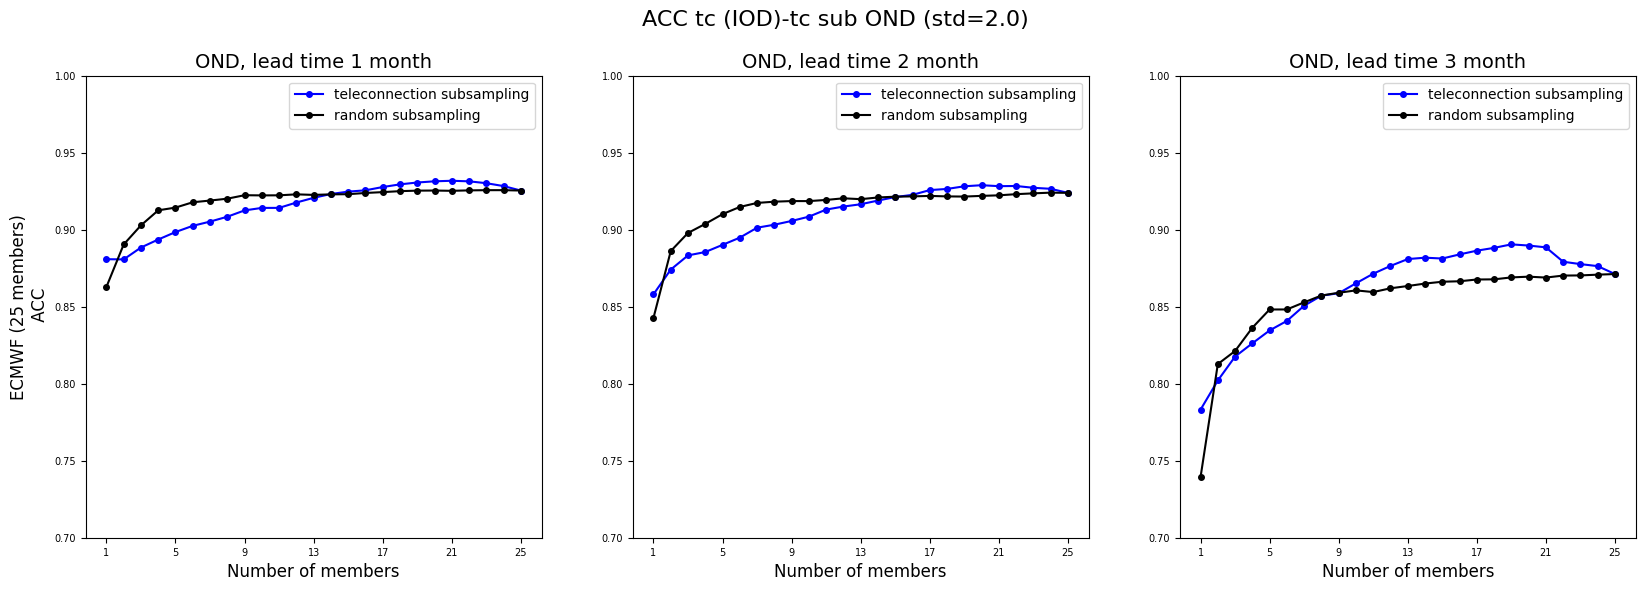 ACC tc (IOD)-tc sub OND (std=2.0)
OND, lead time 1 month
teleconnection subsampling
random subsampling
1.00
0.95
0.90
0.85
0.80
0.75
0.70
ECMWF (25 members)
ACC
1 5 9 13 17 21 25
Number of members
OND, lead time 2 month
teleconnection subsampling
random subsampling
1.00
0.95
0.90
0.85
0.80
0.75
0.70
1 5 9 13 17 21 25
Number of members
OND, lead time 3 month
teleconnection subsampling
random subsampling
1.00
0.95
0.90
0.85
0.80
0.75
0.70
1 5 9 13 17 21 25
Number of members